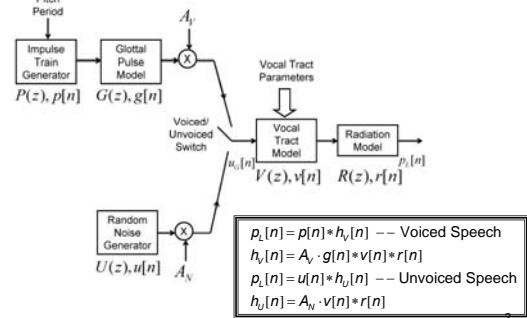 Pitch
Period
A_V
Impulse
Train
Generator
Glottal
Pulse
Model
X
P(z), p[n]
G(z), g[n]
Vocal Tract
Parameters
Voiced/
Unvoiced
Switch
u_G[n]
Vocal
Tract
Model
Radiation
Model
p_L[n]
V(z), v[n]
R(z), r[n]
Random
Noise
Generator
X
U(z), u[n]
A_N
p_L[n] = p[n] * h_V[n] -- Voiced Speech
h_V[n] = A_V · g[n] * v[n] * r[n]
p_L[n] = u[n] * h_U[n] -- Unvoiced Speech
h_U[n] = A_N · v[n] * r[n]